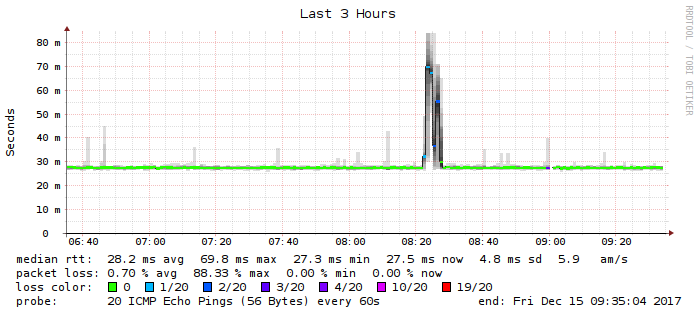 Last 3 Hours
RRDTOOL / TOBI OETIKER
Seconds
80 m
70 m
60 m
50 m
40 m
30 m
20 m
10 m
0
06:40 07:00 07:20 07:40 08:00 08:20 08:40 09:00 09:20
median rtt: 28.2 ms avg 69.8 ms max 27.3 ms min 27.5 ms now 4.8 ms sd 5.9 am/s
packet loss: 0.70 % avg 88.33 % max 0.00 % min 0.00 % now
loss color: 0 1/20 2/20 3/20 4/20 10/20 19/20
probe: 20 ICMP Echo Pings (56 Bytes) every 60s end: Fri Dec 15 09:35:04 2017